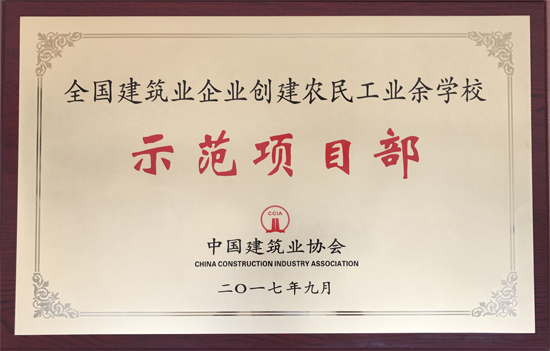 全国建筑业企业创建农民工业余学校
示范项目部
CCIA
中国建筑业协会
CHINA CONSTRUCTION INDUSTRY ASSOCIATION
二〇一七年九月